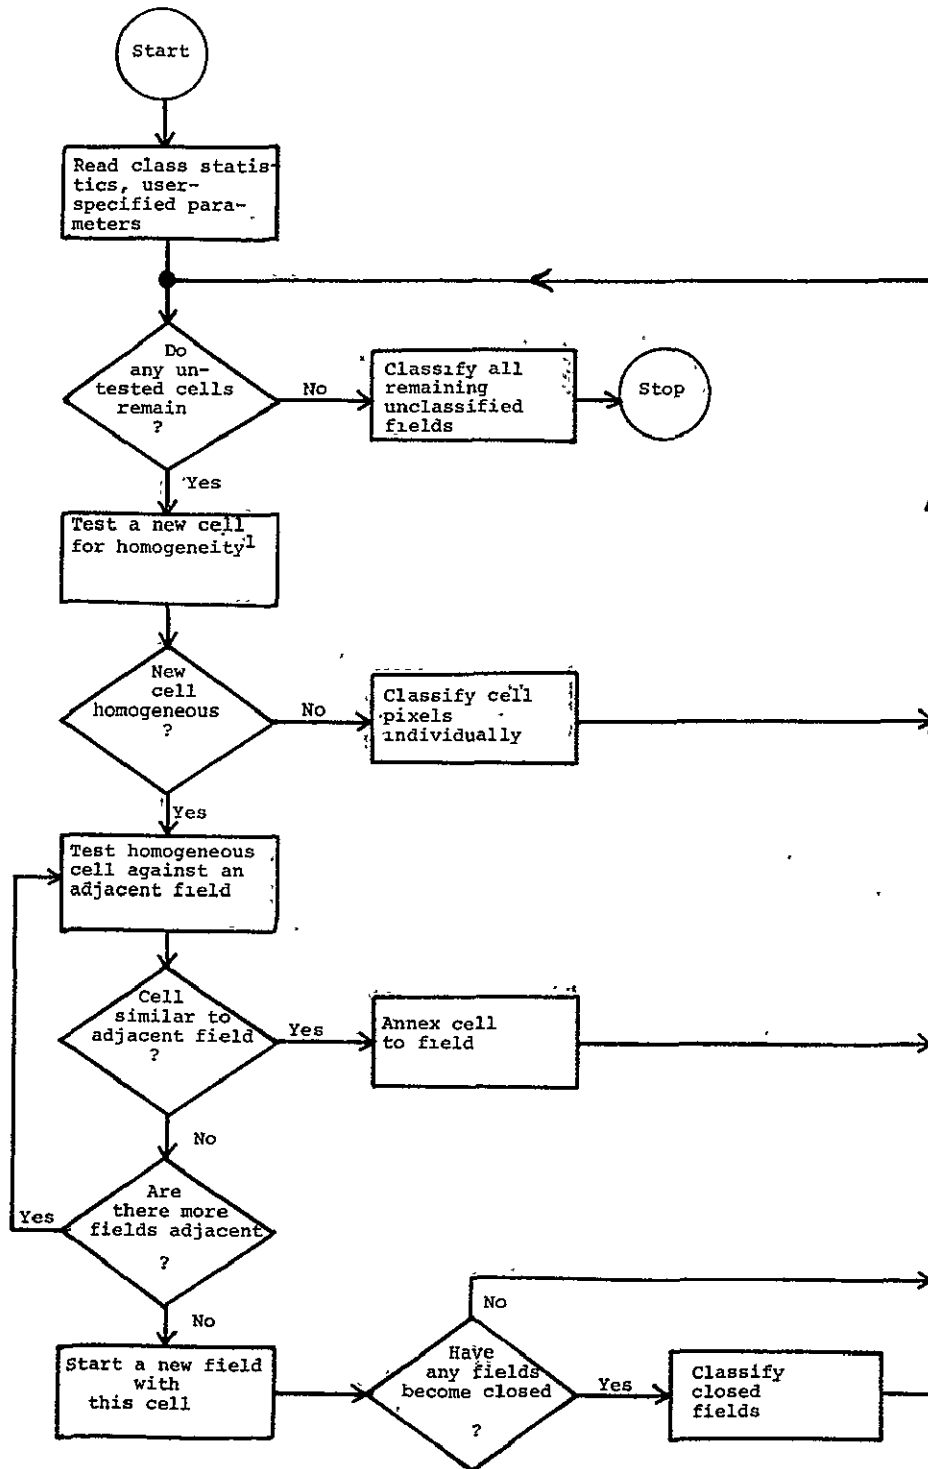 Start
Read class statis-
tics, user-
specified para-
meters
Do
any un-
tested cells
remain
?
No
Classify all
remaining
unclassified
fields
Stop
Yes
Test a new cell
for homogeneity1
New
cell
homogeneous
?
No
Classify cell
pixels
individually
Yes
Test homogeneous
cell against an
adjacent field
Cell
similar to
adjacent field
?
Yes
Annex cell
to field
No
Are
there more
fields adjacent
?
Yes
No
Start a new field
with
this cell
Have
any fields
become closed
?
No
Yes
Classify
closed
fields